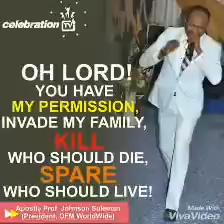 celebration TV
OH LORD!
YOU HAVE
MY PERMISSION,
INVADE MY FAMILY,
KILL
WHO SHOULD DIE,
SPARE
WHO SHOULD LIVE!
Apostle Prof. Johnson Suleman
(President, OFM WorldWide)
Made With
VivaVideo